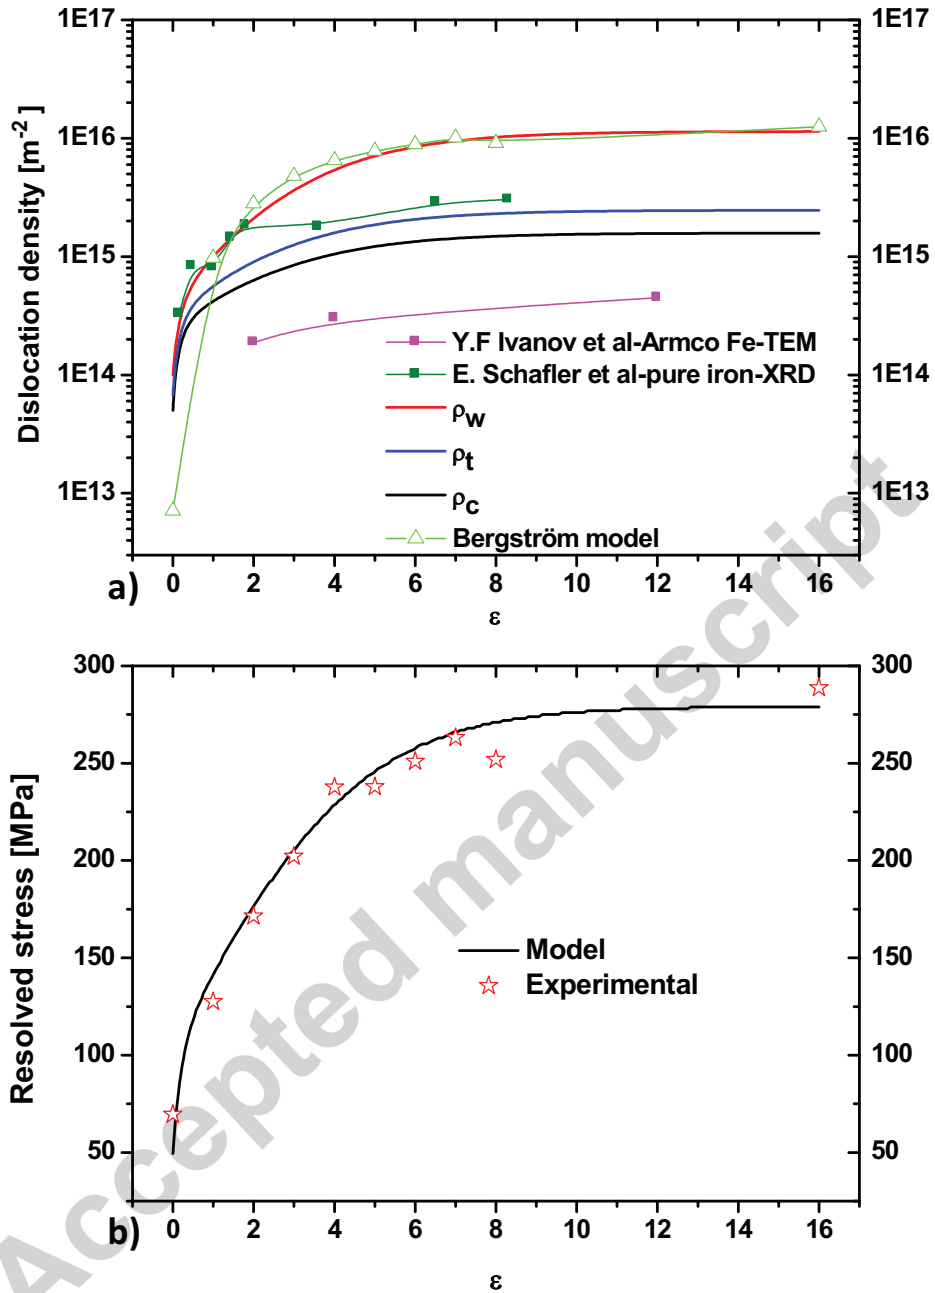 1E17 1E17
1E16 1E16
1E15 1E15
1E14 1E14
1E13 1E13
Dislocation density [m⁻²]
Y.F Ivanov et al-Armco Fe-TEM
E. Schafler et al-pure iron-XRD
ρw
ρt
ρc
Bergström model
0 2 4 6 8 10 12 14 16
a)
ε
300 300
250 250
200 200
150 150
100 100
50 50
Resolved stress [MPa]
Model
Experimental
0 2 4 6 8 10 12 14 16
b)
ε
Accepted manuscript